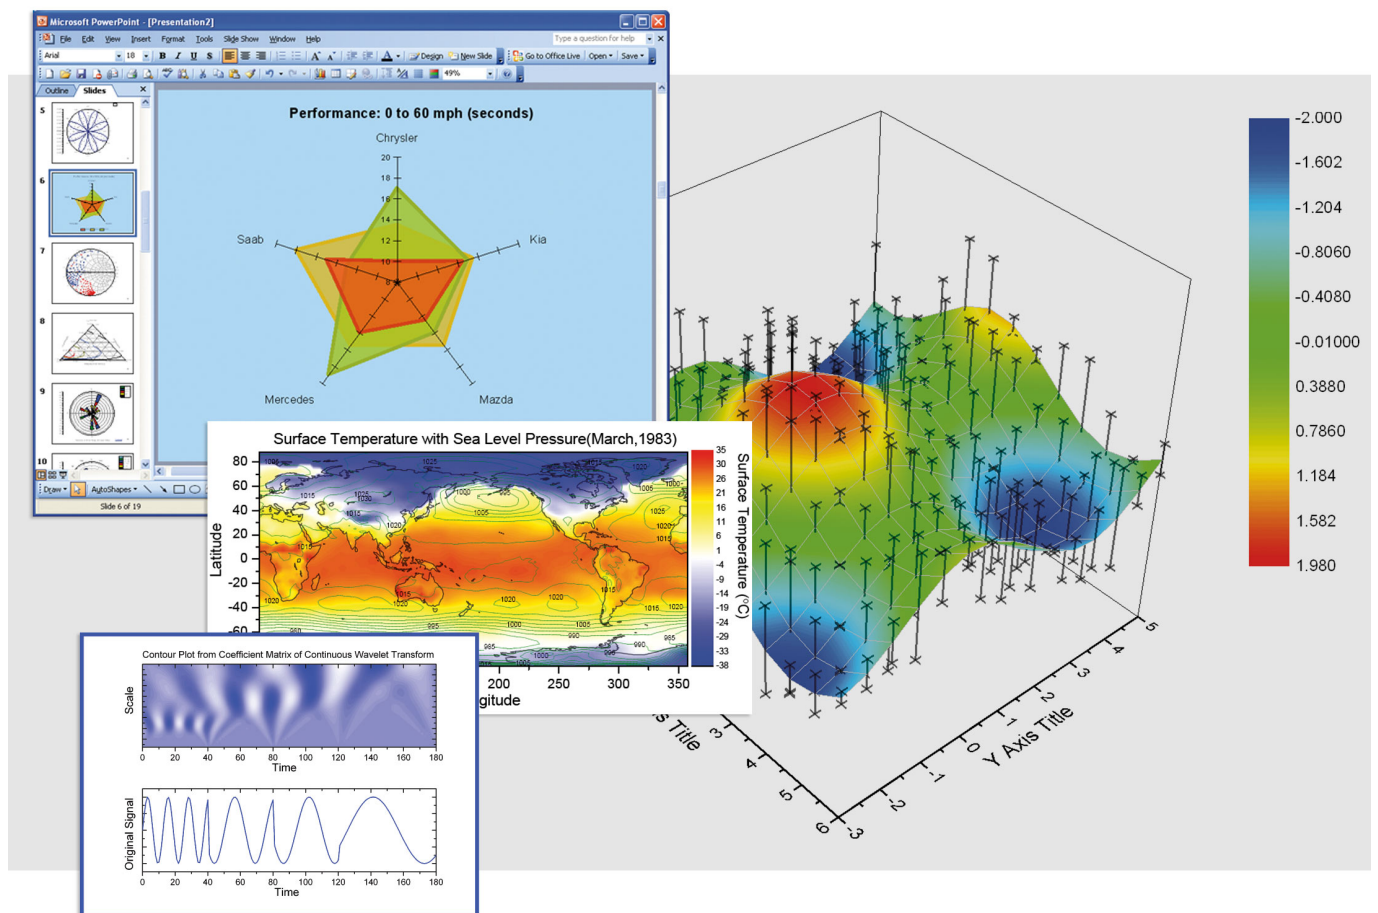 Microsoft PowerPoint - [Presentation2]
File Edit View Insert Format Tools Slide Show Window Help Type a question for help
Arial 18 B I U S A A A Design New Slide Go to Office Live Open Save
49%
Outline Slides
5
6
7
8
9
10
Performance: 0 to 60 mph (seconds)
Chrysler
20
18
16
14
12
10
8
Saab
Kia
Mercedes
Mazda
Draw AutoShapes
Slide 6 of 19
Surface Temperature with Sea Level Pressure(March,1983)
Latitude
80
60
40
20
0
-20
-40
-60
200 250 300 350
gitude
35
30
26
21
16
11
6
1
-4
-9
-14
-19
-24
-29
-33
-38
Surface Temperature (°C)
Contour Plot from Coefficient Matrix of Continuous Wavelet Transform
Scale
0 20 40 60 80 100 120 140 160 180
Time
Original Signal
0 20 40 60 80 100 120 140 160 180
Time
-2.000
-1.602
-1.204
-0.8060
-0.4080
-0.01000
0.3880
0.7860
1.184
1.582
1.980
is Title
3
4
5
6
Y Axis Title
-3
-2
-1
0
1
2
3
4
5